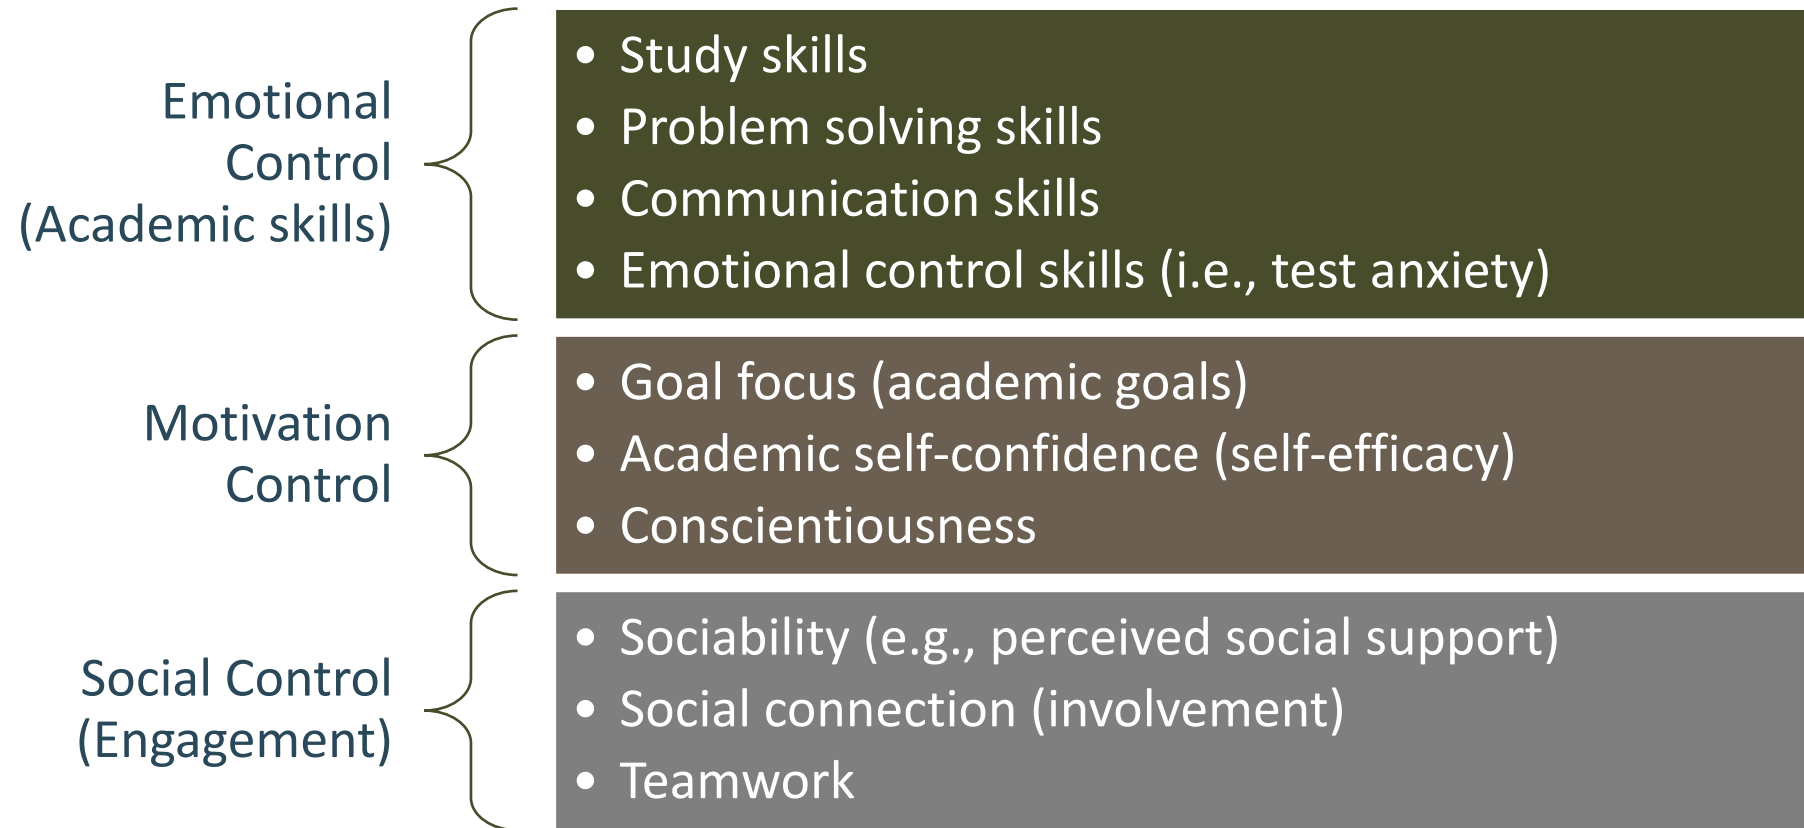 Emotional
Control
(Academic skills)
• Study skills
• Problem solving skills
• Communication skills
• Emotional control skills (i.e., test anxiety)
Motivation
Control
• Goal focus (academic goals)
• Academic self-confidence (self-efficacy)
• Conscientiousness
Social Control
(Engagement)
• Sociability (e.g., perceived social support)
• Social connection (involvement)
• Teamwork